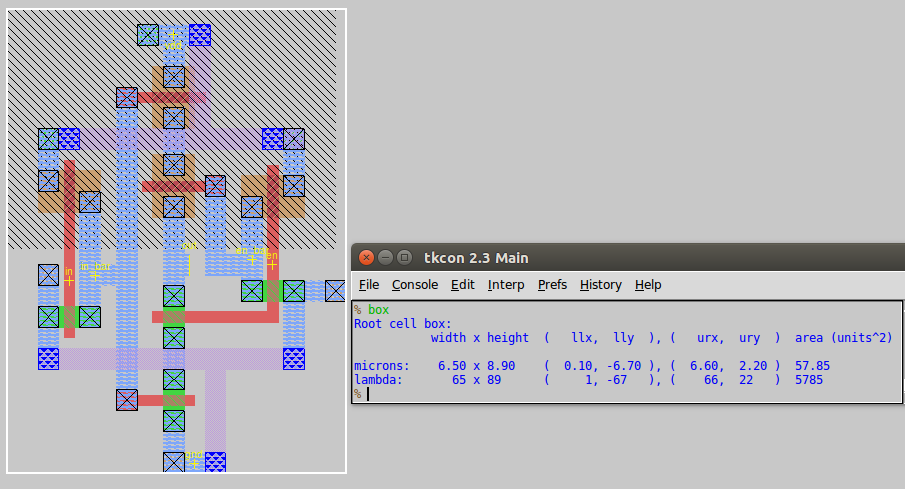 vdd
out
en_bar
en
in
in_bar
gnd
tkcon 2.3 Main
File Console Edit Interp Prefs History Help
% box
Root cell box:
width x height ( llx, lly ), ( urx, ury ) area (units^2)
microns: 6.50 x 8.90 ( 0.10, -6.70 ), ( 6.60, 2.20 ) 57.85
lambda: 65 x 89 ( 1, -67 ), ( 66, 22 ) 5785
%